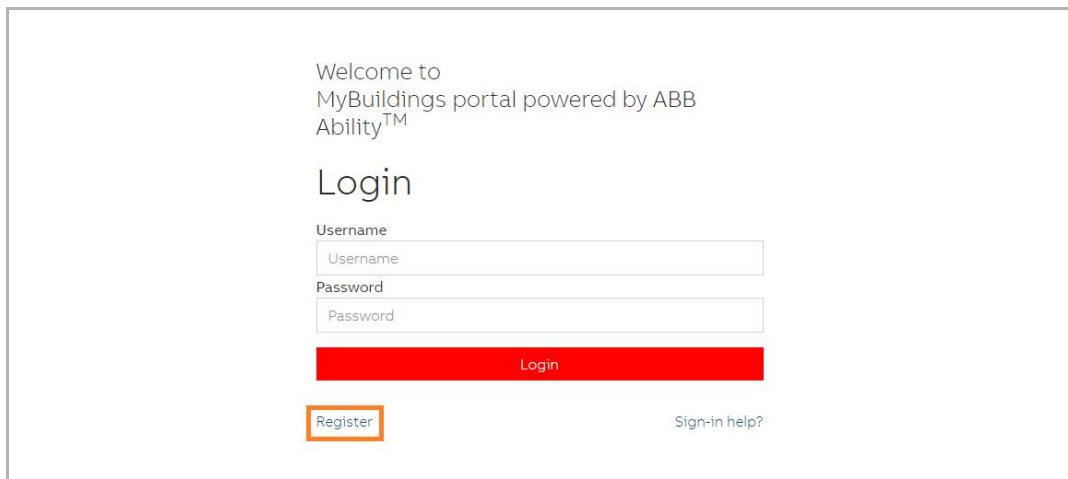 Welcome to
MyBuildings portal powered by ABB
Ability™
Login
Username
Username
Password
Password
Login
Register
Sign-in help?